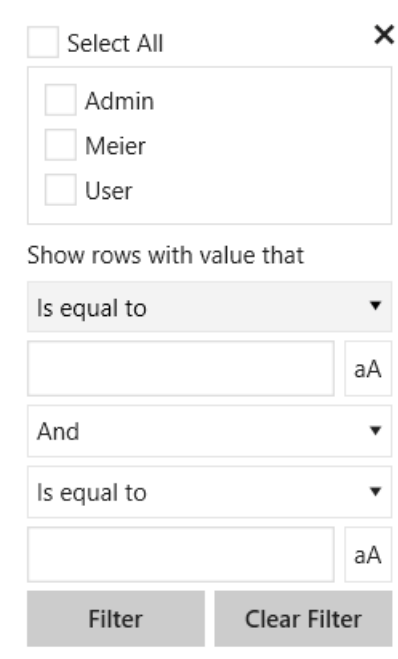 Select All
Admin
Meier
User
Show rows with value that
Is equal to
aA
And
Is equal to
aA
Filter Clear Filter